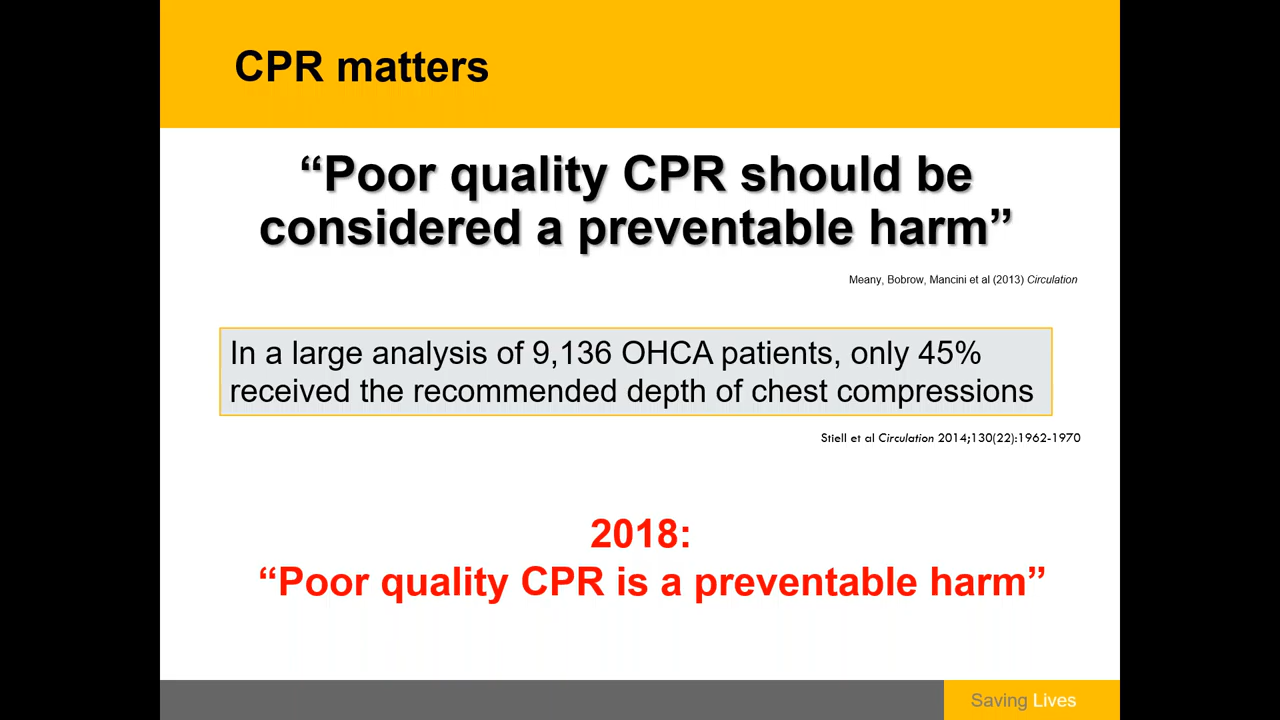 CPR matters
“Poor quality CPR should be
considered a preventable harm”
Meany, Bobrow, Mancini et al (2013) Circulation
In a large analysis of 9,136 OHCA patients, only 45%
received the recommended depth of chest compressions
Stiell et al Circulation 2014;130(22):1962-1970
2018:
“Poor quality CPR is a preventable harm”
Saving Lives